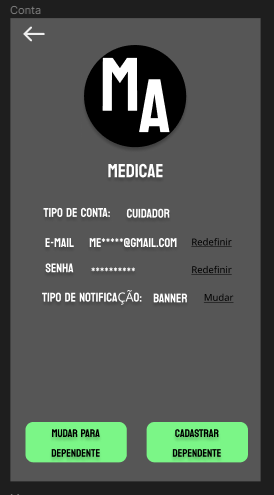 Conta
MA
MEDICAE
TIPO DE CONTA: CUIDADOR
E-MAIL ME*****@GMAIL.COM Redefinir
SENHA ********** Redefinir
TIPO DE NOTIFICAÇÃO: BANNER Mudar
MUDAR PARA
DEPENDENTE
CADASTRAR
DEPENDENTE